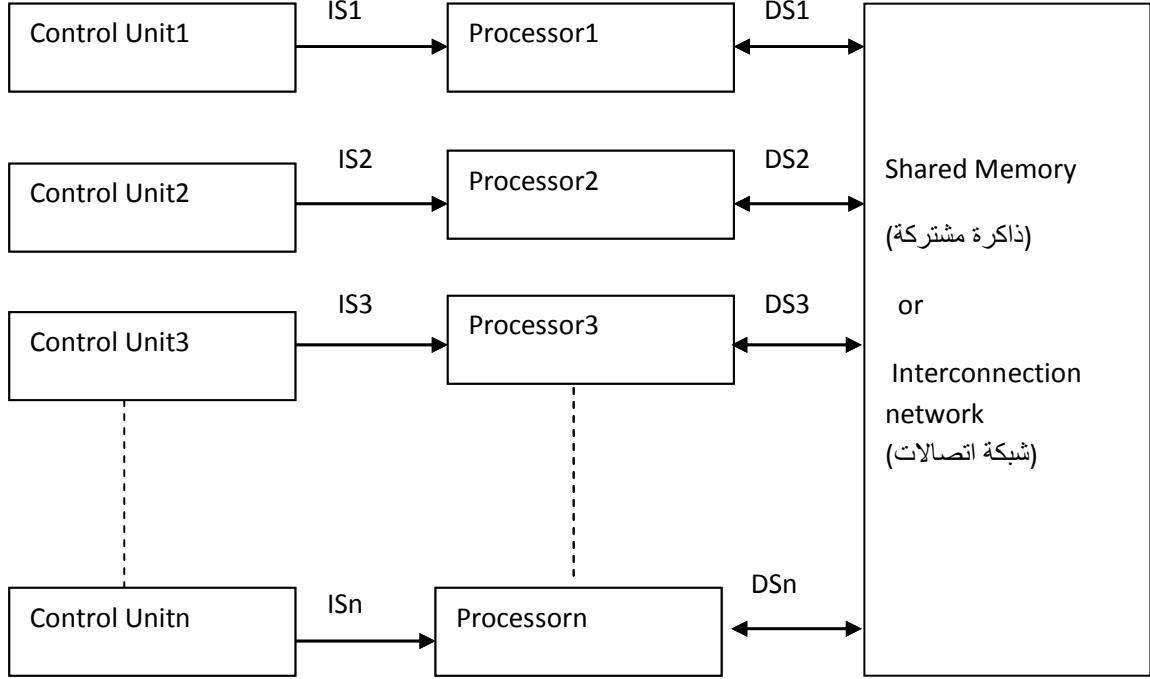 IS1
DS1
Control Unit1
Processor1
IS2
DS2
Control Unit2
Processor2
Shared Memory
(ذاكرة مشتركة)
IS3
DS3
or
Control Unit3
Processor3
Interconnection
network
(شبكة اتصالات)
ISn
DSn
Control Unitn
Processorn